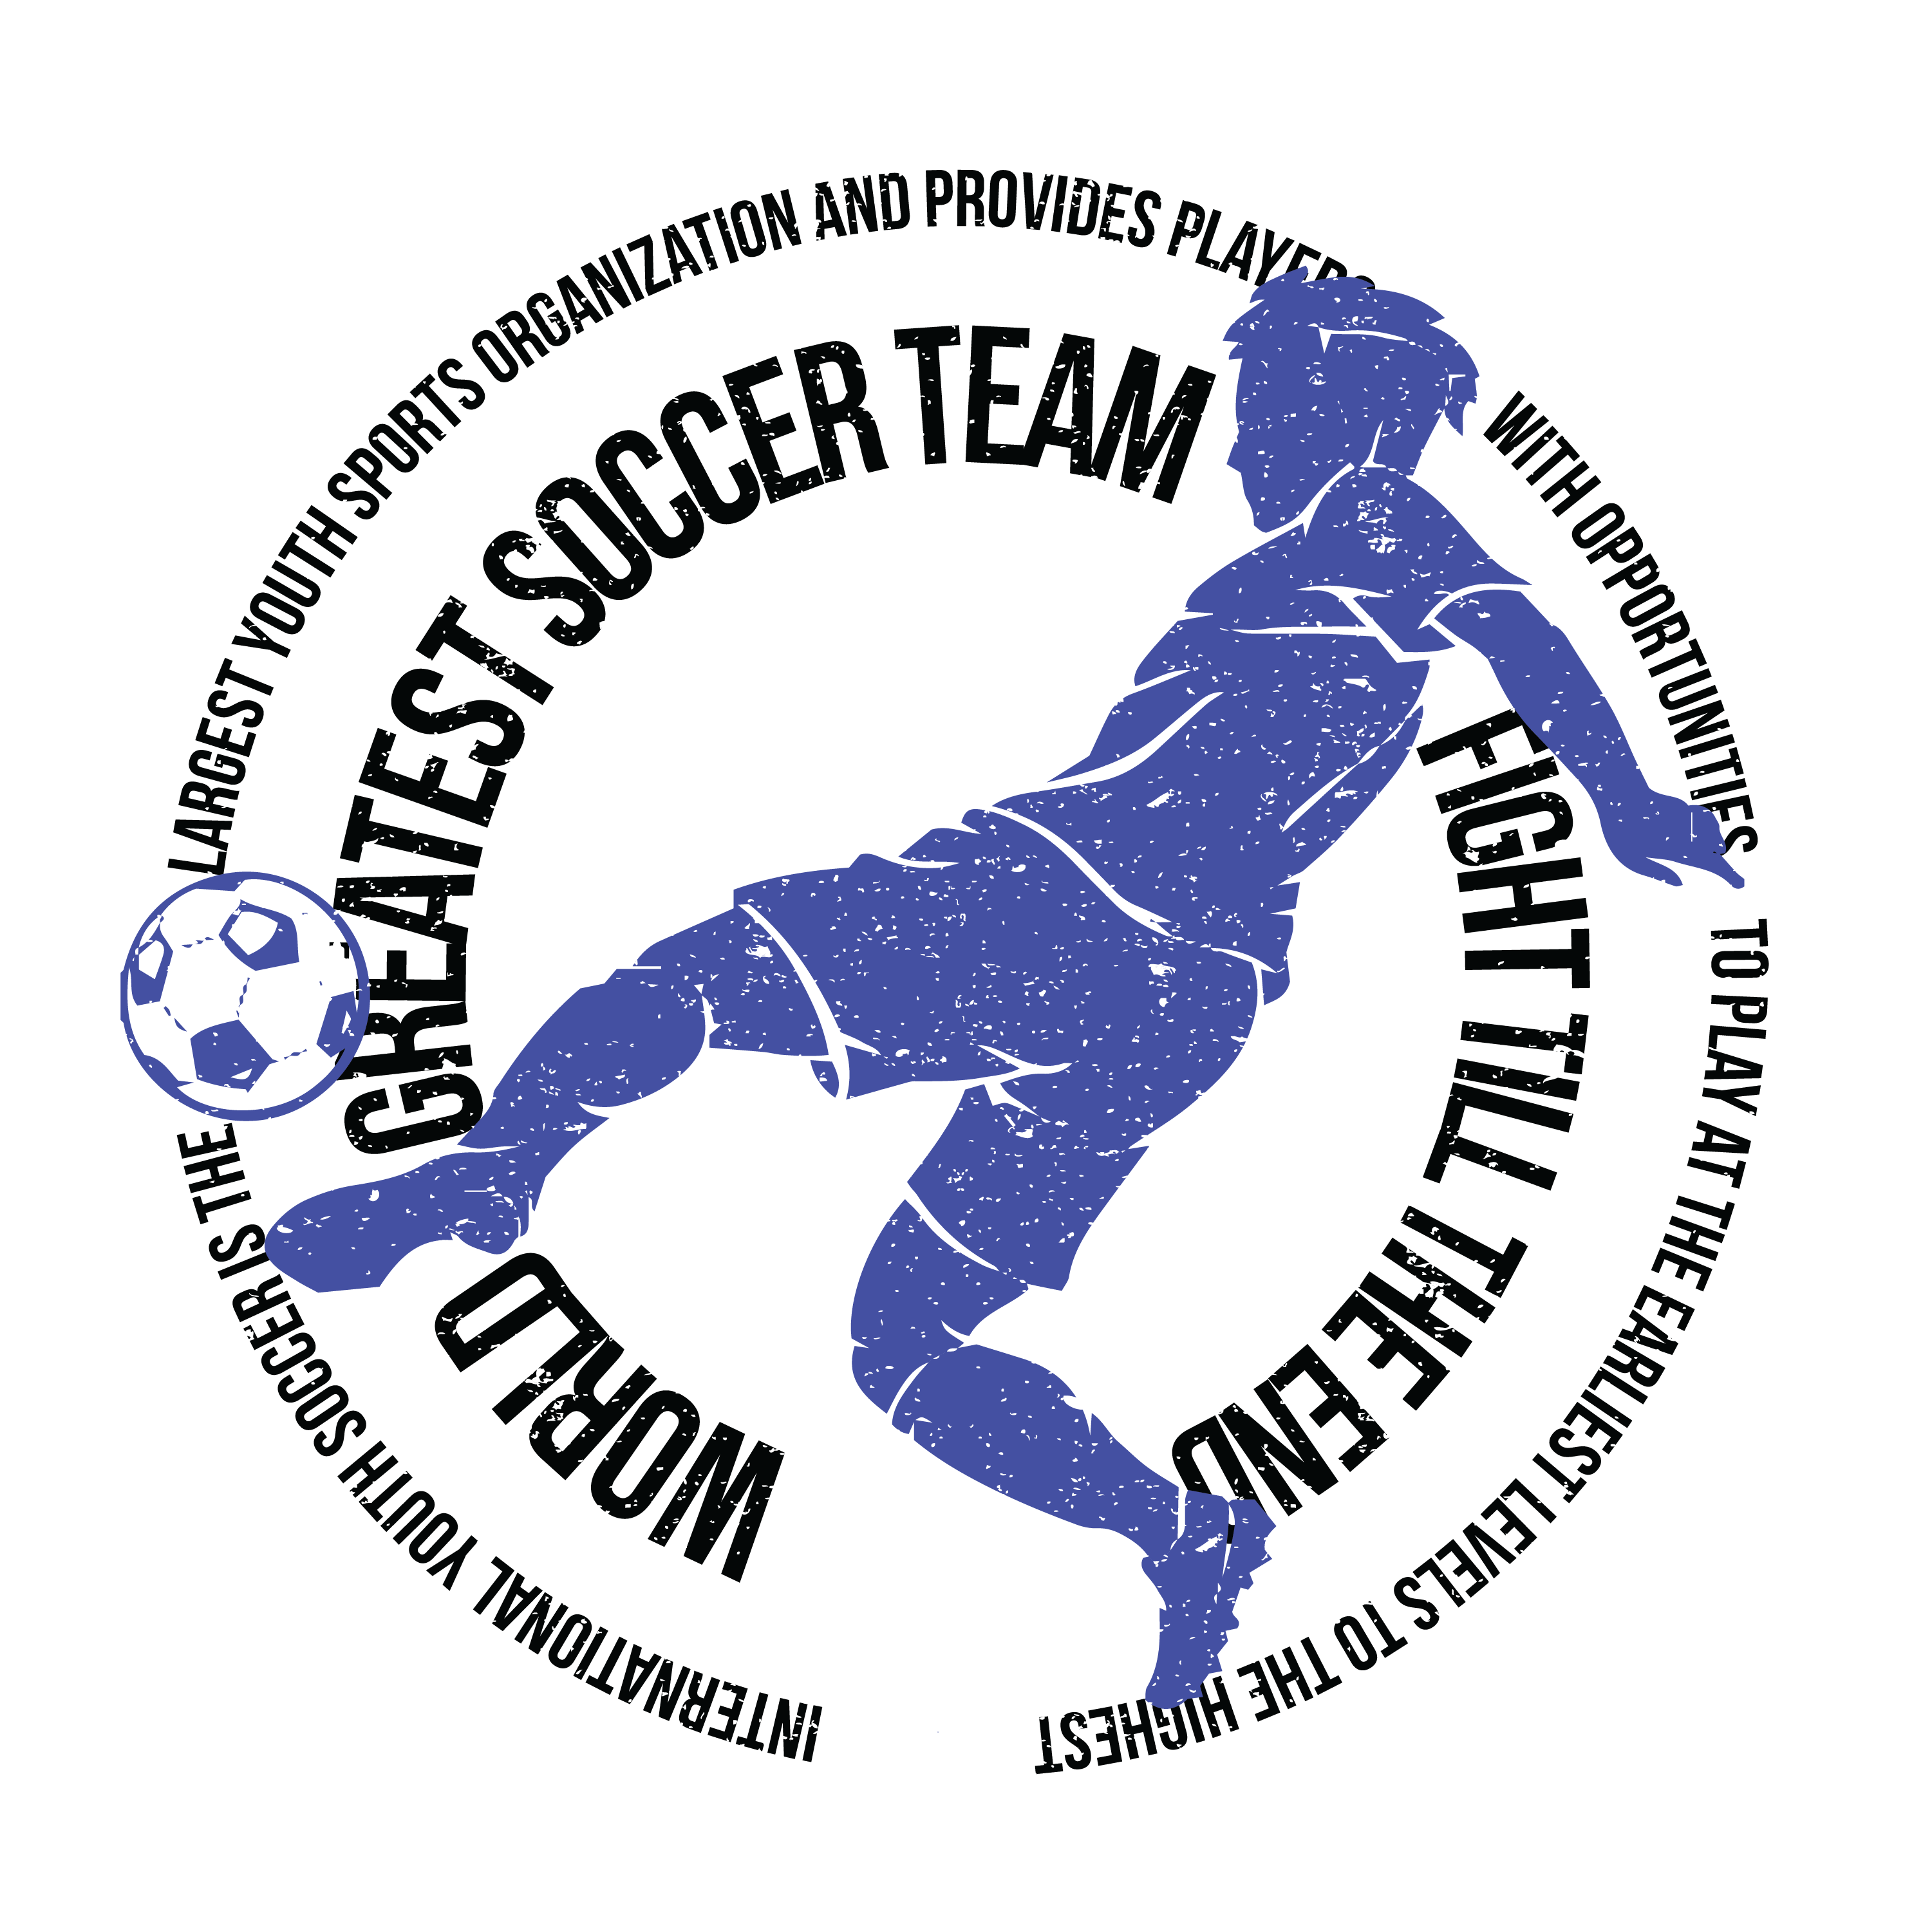 INTERNATIONAL YOUTH SOCCER IS THE LARGEST YOUTH SPORTS ORGANIZATION AND PROVIDES PLAYERS WITH OPPORTUNITIES TO PLAY AT THE EARLIEST LEVELS TO THE HIGHEST
WORLD GREATEST SOCCER TEAM FIGHT TILL THE END